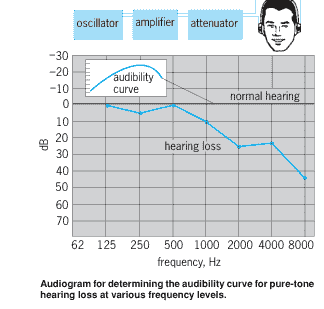 oscillator amplifier attenuator
−30
−20
−10
0
10
20
30
40
50
60
70
dB
audibility
curve
normal hearing
hearing loss
62 125 250 500 1000 2000 4000 8000
frequency, Hz
Audiogram for determining the audibility curve for pure-tone
hearing loss at various frequency levels.